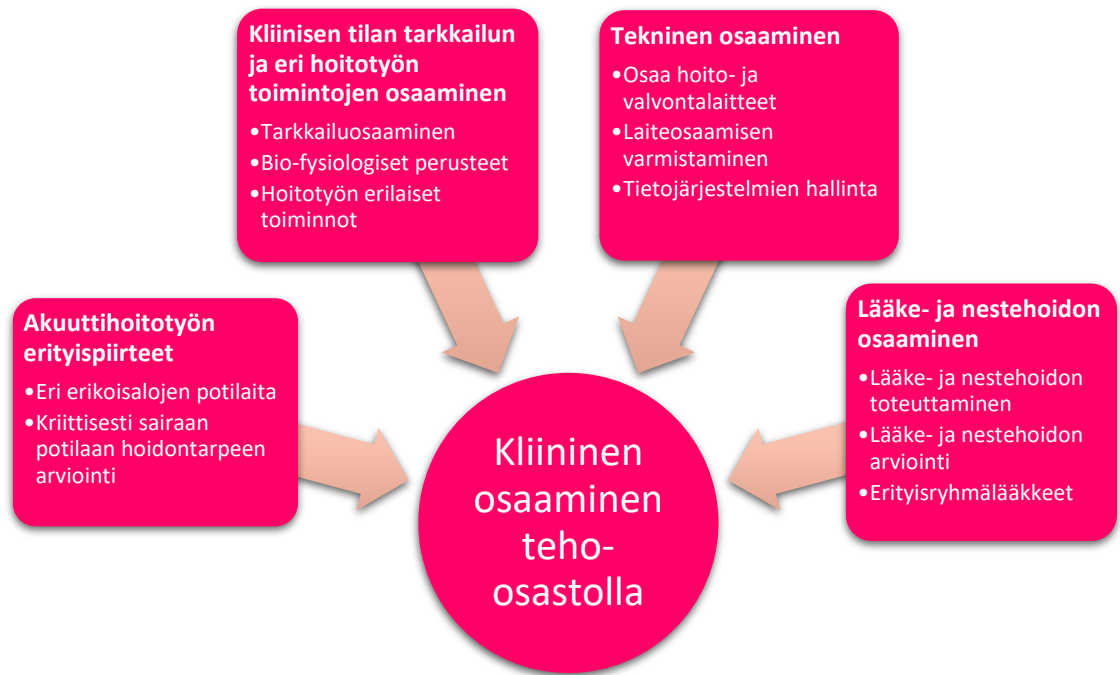 Kliinisen tilan tarkkailun
ja eri hoitotyön
toimintojen osaaminen
•Tarkkailuosaaminen
•Bio-fysiologiset perusteet
•Hoitotyön erilaiset
toiminnot
Tekninen osaaminen
•Osaa hoito- ja
valvontalaitteet
•Laiteosaamisen
varmistaminen
•Tietojärjestelmien hallinta
Akuuttihoitotyön
erityispiirteet
•Eri erikoisalojen potilaita
•Kriittisesti sairaan
potilaan hoidontarpeen
arviointi
Lääke- ja nestehoidon
osaaminen
•Lääke- ja nestehoidon
toteuttaminen
•Lääke- ja nestehoidon
arviointi
•Erityisryhmälääkkeet
Kliininen
osaaminen
teho-
osastolla